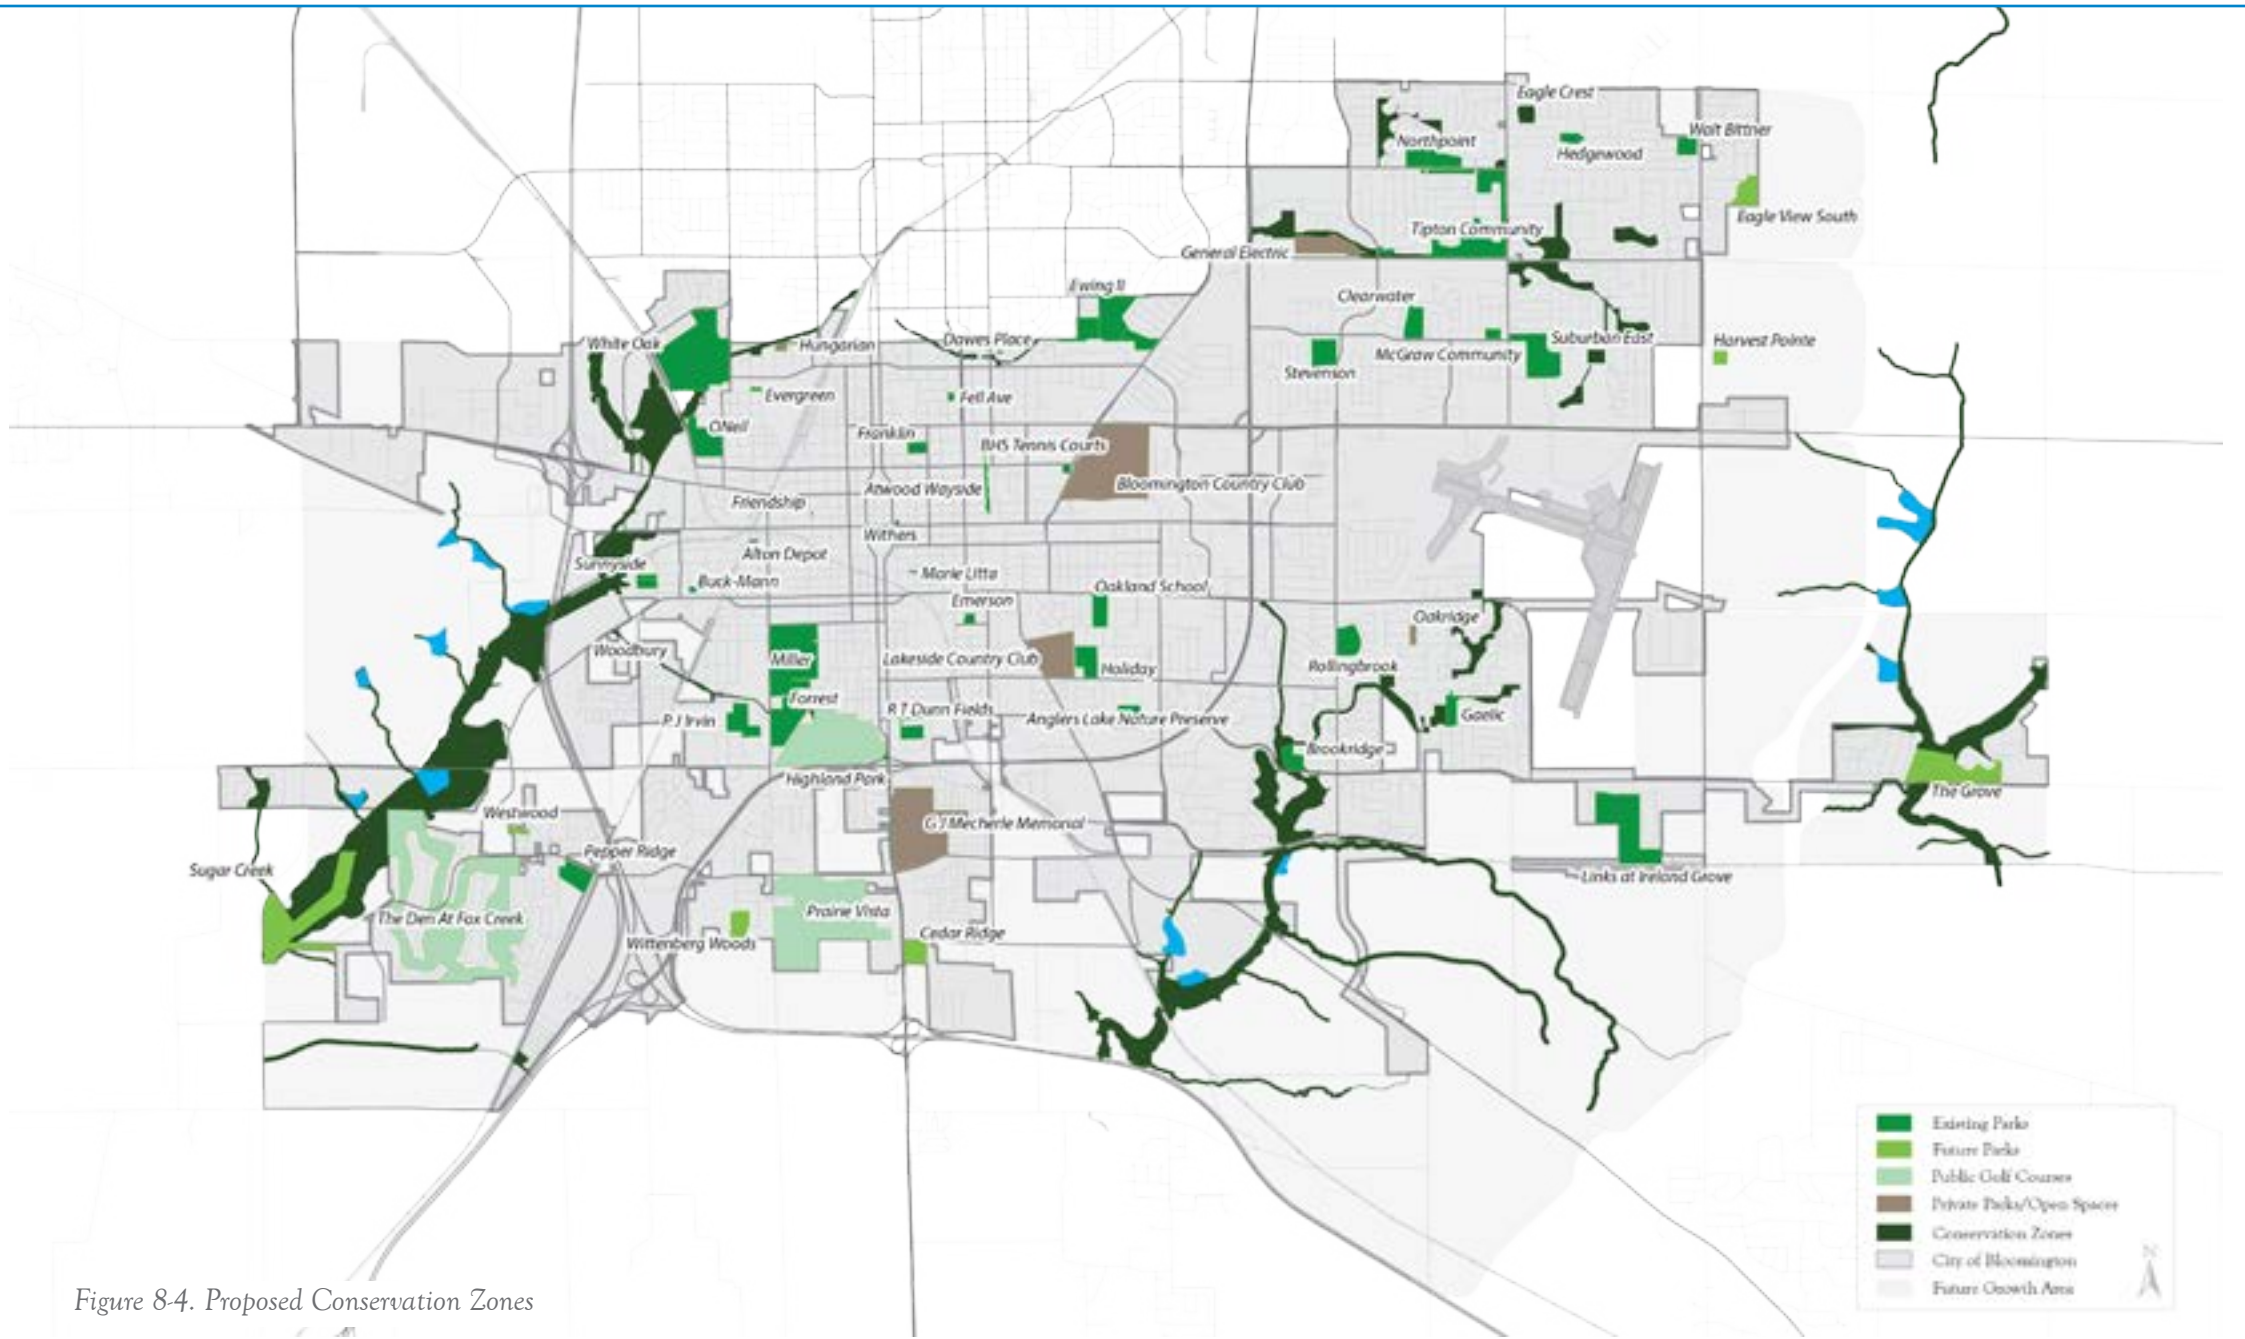 Eagle Crest
Walt Bittner
Northpoint
Hedgewood
Eagle View South
Tipton Community
General Electric
Ewing II
Clearwater
White Oak
Hungarian
Dawes Place
McGraw Community
Suburban East
Harvest Pointe
Stevenson
Evergreen
Fell Ave
ONeil
Franklin
BHS Tennis Courts
Atwood Wayside
Bloomington Country Club
Friendship
Withers
Alton Depot
Sunnyside
Buck-Mann
Marie Litta
Oakland School
Emerson
Oakridge
Woodbury
Miller
Lakeside Country Club
Holiday
Rollingbrook
Forrest
P J Irvin
R T Dunn Fields
Anglers Lake Nature Preserve
Gaelic
Brookridge
Highland Park
The Grove
Westwood
G J Mecherle Memorial
Pepper Ridge
Sugar Creek
Links at Ireland Grove
The Den At Fox Creek
Prairie Vista
Wittenberg Woods
Cedar Ridge
Existing Parks
Future Parks
Public Golf Courses
Private Parks/Open Spaces
Conservation Zones
City of Bloomington
Future Growth Area
N
Figure 8-4. Proposed Conservation Zones